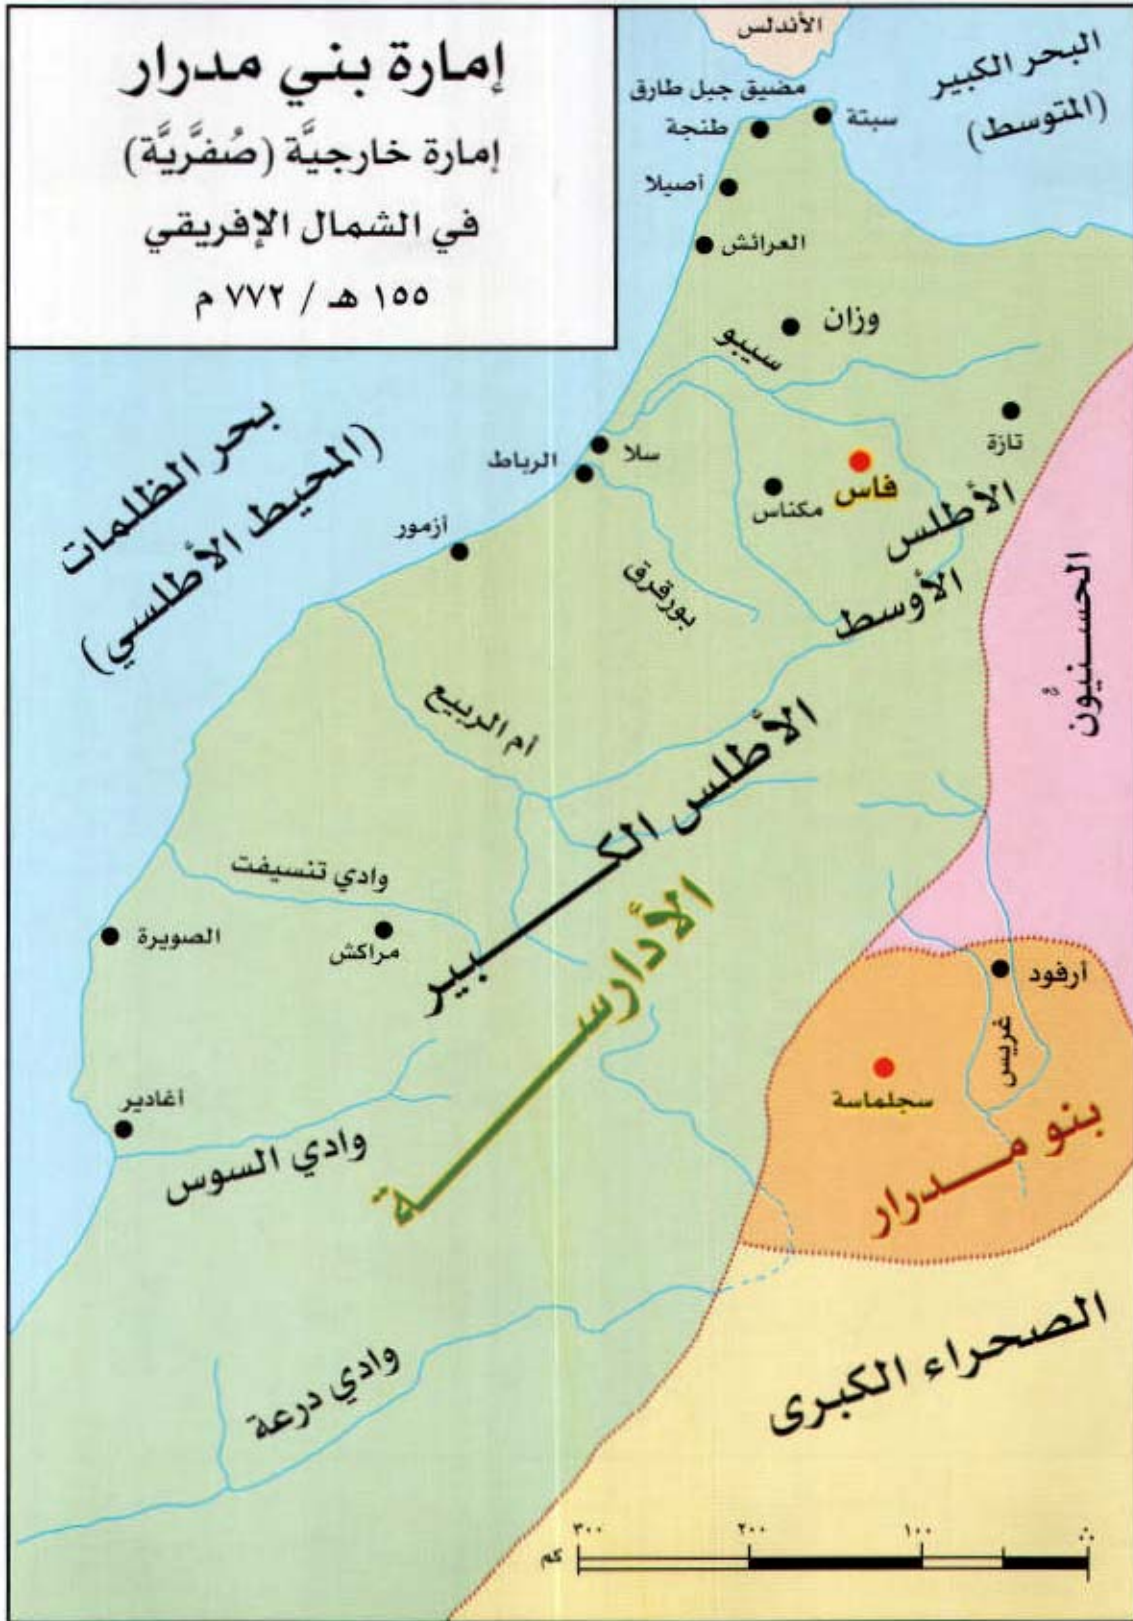 إمارة بني مدرار
إمارة خارجيَّة (صُفرَّيَّة)
في الشمال الإفريقي
١٥٥ هـ / ٧٧٢ م
الأندلس
البحر الكبير
(المتوسط)
مضيق جبل طارق
سبتة
طنجة
أصيلا
العرائش
وزان
سيبو
تازة
بحر الظلمات
(المحيط الأطلسي)
سلا
الرباط
فاس
مكناس
الأطلس
الأوسط
أزمور
بورقرق
الحسنيُّون
أم الربيع
الأطلس الكبير
وادي تنسيفت
الصويرة
مراكش
الأدارسة
أرفود
غريس
سجلماسة
بنو مدرار
أغادير
وادي السوس
الصحراء الكبرى
وادي درعة
٣٠٠ ٢٠٠ ١٠٠ ٠
كم